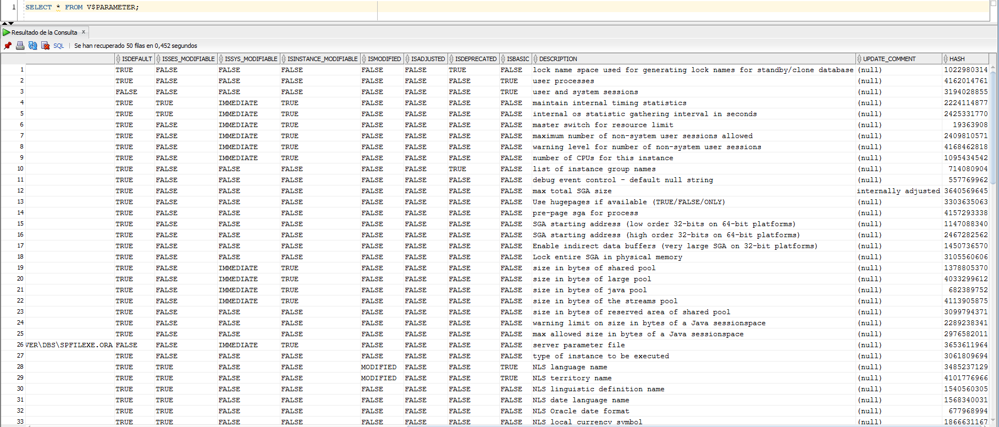 1 SELECT * FROM V$PARAMETER;
Resultado de la Consulta x
SQL | Se han recuperado 50 filas en 0,452 segundos
ISDEFAULT ISSES_MODIFIABLE ISSYS_MODIFIABLE ISINSTANCE_MODIFIABLE ISMODIFIED ISADJUSTED ISDEPRECATED ISBASIC DESCRIPTION UPDATE_COMMENT HASH
1 TRUE FALSE FALSE FALSE FALSE FALSE TRUE FALSE lock name space used for generating lock names for standby/clone database (null) 1022980314
2 TRUE FALSE FALSE FALSE FALSE FALSE FALSE TRUE user processes (null) 4162014761
3 FALSE FALSE FALSE FALSE FALSE FALSE FALSE TRUE user and system sessions (null) 3194028855
4 TRUE TRUE IMMEDIATE TRUE FALSE FALSE FALSE FALSE maintain internal timing statistics (null) 2224114877
5 TRUE TRUE IMMEDIATE TRUE FALSE FALSE FALSE FALSE internal os statistic gathering interval in seconds (null) 2425331770
6 TRUE FALSE IMMEDIATE TRUE FALSE FALSE FALSE FALSE master switch for resource limit (null) 19363908
7 TRUE FALSE IMMEDIATE TRUE FALSE FALSE FALSE FALSE maximum number of non-system user sessions allowed (null) 2409810571
8 TRUE FALSE IMMEDIATE TRUE FALSE FALSE FALSE FALSE warning level for number of non-system user sessions (null) 4168462818
9 TRUE FALSE IMMEDIATE TRUE FALSE FALSE FALSE FALSE number of CPUs for this instance (null) 1095434542
10 TRUE FALSE FALSE FALSE FALSE FALSE TRUE FALSE list of instance group names (null) 714080904
11 TRUE FALSE FALSE FALSE FALSE FALSE FALSE FALSE debug event control - default null string (null) 557769962
12 TRUE FALSE FALSE FALSE FALSE FALSE FALSE FALSE max total SGA size internally adjusted 3640569645
13 TRUE FALSE FALSE FALSE FALSE FALSE FALSE FALSE Use hugepages if available (TRUE/FALSE/ONLY) (null) 3303635063
14 TRUE FALSE FALSE FALSE FALSE FALSE FALSE FALSE pre-page sga for process (null) 4157293338
15 TRUE FALSE FALSE FALSE FALSE FALSE FALSE FALSE SGA starting address (low order 32-bits on 64-bit platforms) (null) 1147088340
16 TRUE FALSE FALSE FALSE FALSE FALSE FALSE FALSE SGA starting address (high order 32-bits on 64-bit platforms) (null) 2467282562
17 TRUE FALSE FALSE FALSE FALSE FALSE FALSE FALSE Enable indirect data buffers (very large SGA on 32-bit platforms) (null) 1450736570
18 TRUE FALSE FALSE FALSE FALSE FALSE FALSE FALSE Lock entire SGA in physical memory (null) 3105560606
19 TRUE FALSE IMMEDIATE TRUE FALSE FALSE FALSE FALSE size in bytes of shared pool (null) 1378805370
20 TRUE FALSE IMMEDIATE TRUE FALSE FALSE FALSE FALSE size in bytes of large pool (null) 4033299612
21 TRUE FALSE IMMEDIATE TRUE FALSE FALSE FALSE FALSE size in bytes of java pool (null) 682389752
22 TRUE FALSE IMMEDIATE TRUE FALSE FALSE FALSE FALSE size in bytes of the streams pool (null) 4113905875
23 TRUE FALSE FALSE FALSE FALSE FALSE FALSE FALSE size in bytes of reserved area of shared pool (null) 3099794371
24 TRUE FALSE FALSE FALSE FALSE FALSE FALSE FALSE warning limit on size in bytes of a Java sessionspace (null) 2289238341
25 TRUE FALSE FALSE FALSE FALSE FALSE FALSE FALSE max allowed size in bytes of a Java sessionspace (null) 2976582011
26 VER\DBS\SPFILEXE.ORA FALSE FALSE IMMEDIATE TRUE FALSE FALSE FALSE FALSE server parameter file (null) 3653611964
27 TRUE FALSE FALSE FALSE FALSE FALSE FALSE FALSE type of instance to be executed (null) 3061809694
28 TRUE TRUE FALSE FALSE MODIFIED FALSE FALSE TRUE NLS language name (null) 3485237129
29 TRUE TRUE FALSE FALSE MODIFIED FALSE FALSE TRUE NLS territory name (null) 4101776966
30 TRUE TRUE FALSE FALSE FALSE FALSE FALSE FALSE NLS linguistic definition name (null) 1540560305
31 TRUE TRUE FALSE FALSE FALSE FALSE FALSE FALSE NLS date language name (null) 1568340031
32 TRUE TRUE FALSE FALSE FALSE FALSE FALSE FALSE NLS Oracle date format (null) 677968994
33 TRUE TRUE FALSE FALSE FALSE FALSE FALSE FALSE NLS local currency symbol (null) 1866631167